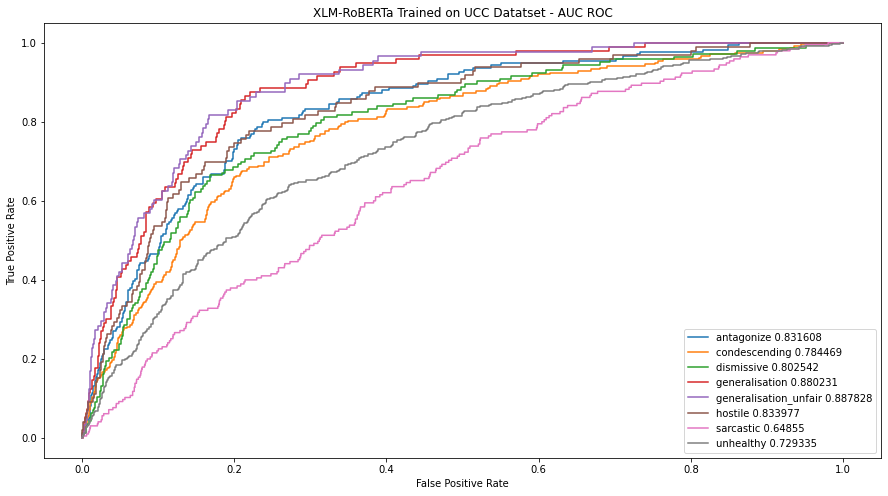 XLM-RoBERTa Trained on UCC Datatset - AUC ROC
1.0
0.8
0.6
0.4
0.2
0.0
True Positive Rate
antagonize 0.831608
condescending 0.784469
dismissive 0.802542
generalisation 0.880231
generalisation_unfair 0.887828
hostile 0.833977
sarcastic 0.64855
unhealthy 0.729335
0.0 0.2 0.4 0.6 0.8 1.0
False Positive Rate